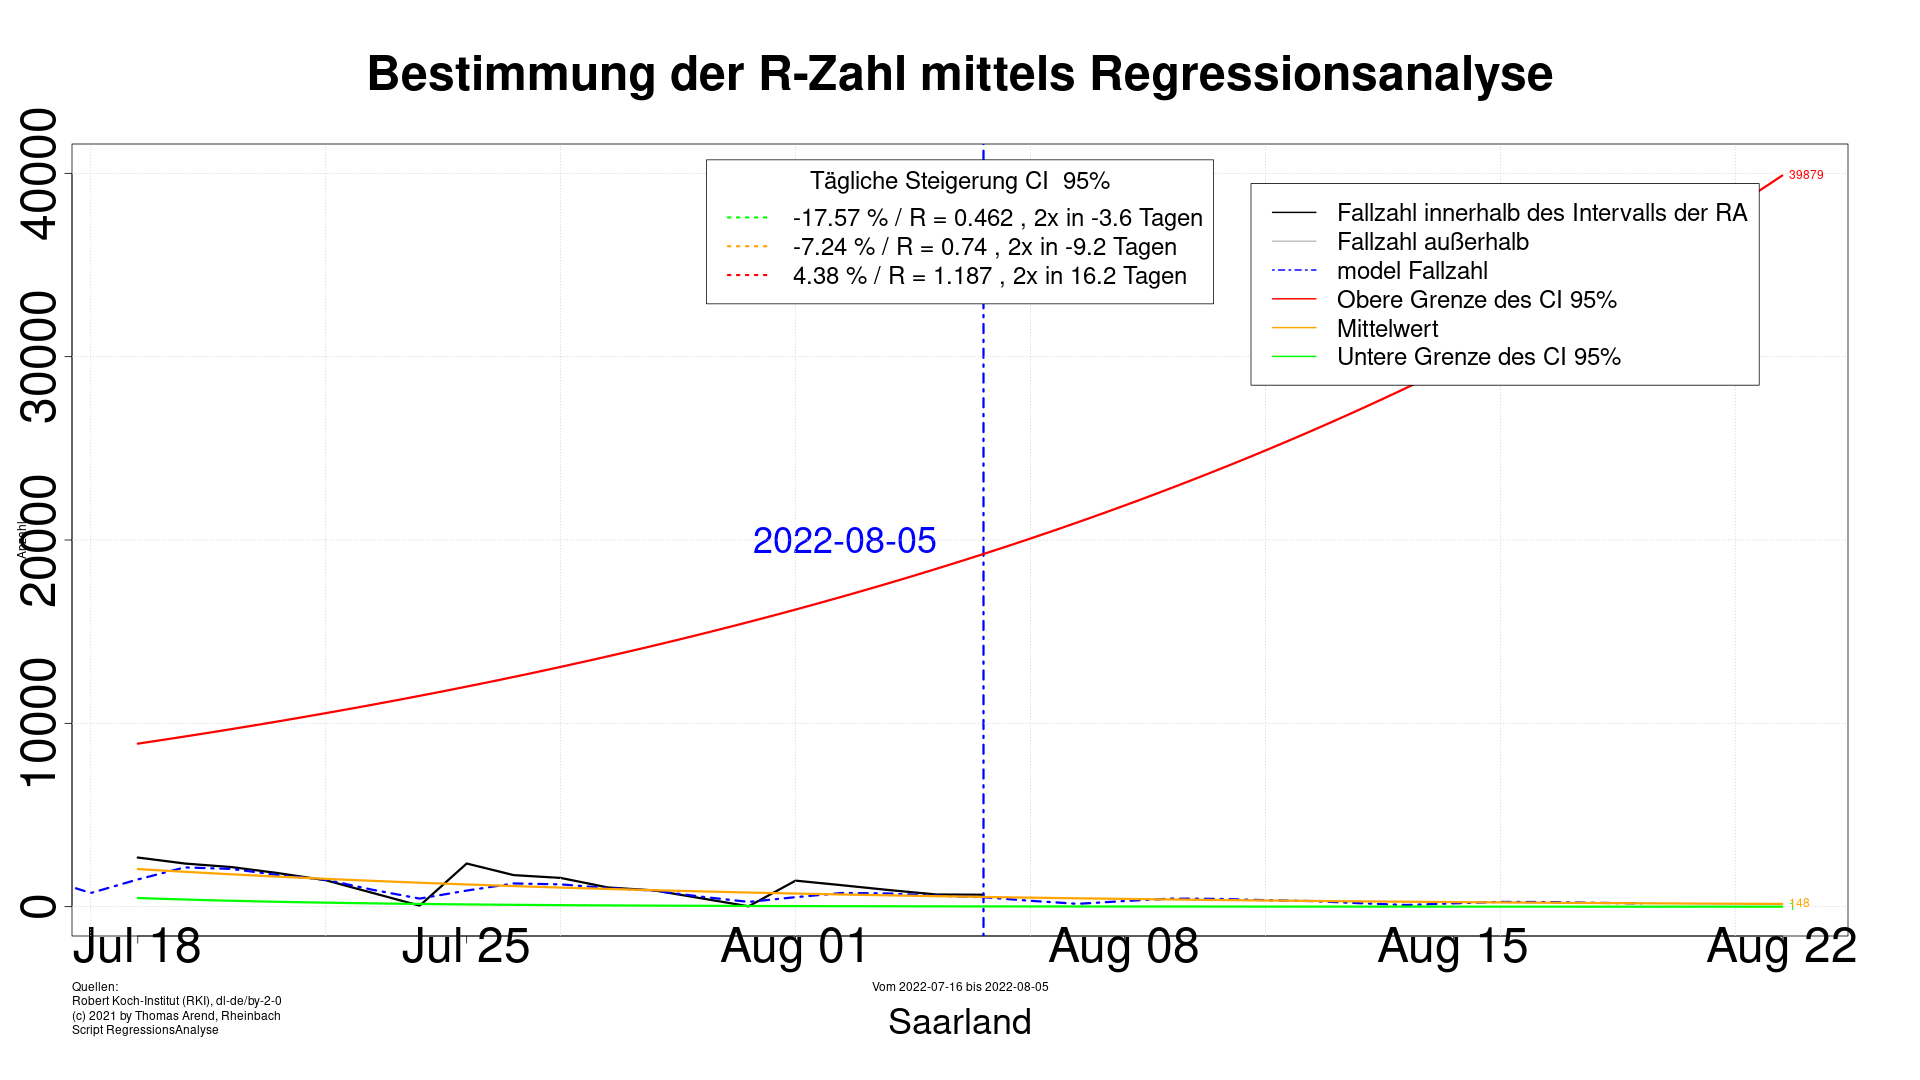 Bestimmung der R-Zahl mittels Regressionsanalyse
Anzahl
40000
30000
20000
10000
0
Tägliche Steigerung CI  95%
-17.57 % / R = 0.462 , 2x in -3.6 Tagen
-7.24 % / R = 0.74 , 2x in -9.2 Tagen
4.38 % / R = 1.187 , 2x in 16.2 Tagen
Fallzahl innerhalb des Intervalls der RA
Fallzahl außerhalb
model Fallzahl
Obere Grenze des CI 95%
Mittelwert
Untere Grenze des CI 95%
39879
2022-08-05
148
1
Jul 18
Jul 25
Aug 01
Aug 08
Aug 15
Aug 22
Quellen:
Robert Koch-Institut (RKI), dl-de/by-2-0
(c) 2021 by Thomas Arend, Rheinbach
Script RegressionsAnalyse
Vom 2022-07-16 bis 2022-08-05
Saarland